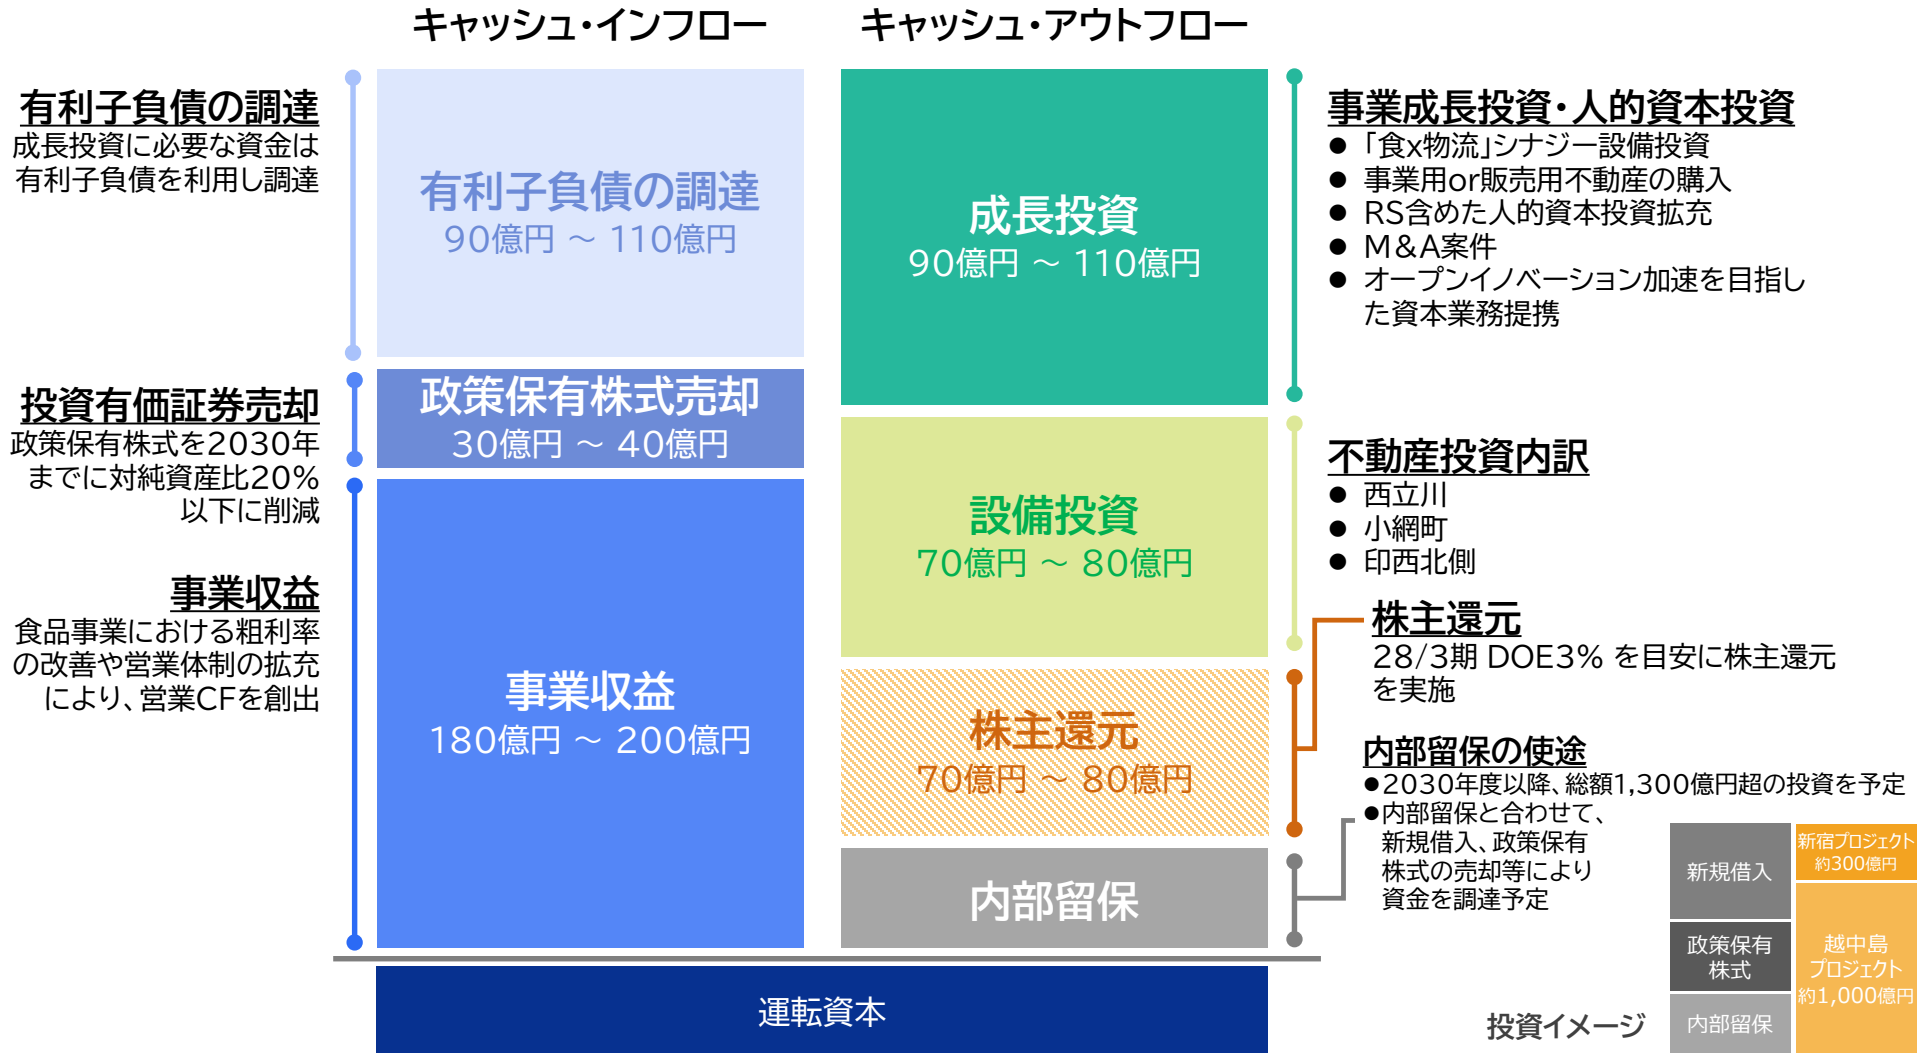 キャッシュ・インフロー
キャッシュ・アウトフロー
有利子負債の調達
成長投資に必要な資金は
有利子負債を利用し調達
投資有価証券売却
政策保有株式を2030年
までに対純資産比20%
以下に削減
事業収益
食品事業における粗利率
の改善や営業体制の拡充
により、営業CFを創出
有利子負債の調達
90億円 ～ 110億円
政策保有株式売却
30億円 ～ 40億円
事業収益
180億円 ～ 200億円
成長投資
90億円 ～ 110億円
設備投資
70億円 ～ 80億円
株主還元
70億円 ～ 80億円
内部留保
運転資本
事業成長投資・人的資本投資
● 「食x物流」シナジー設備投資
● 事業用or販売用不動産の購入
● RS含めた人的資本投資拡充
● M＆A案件
● オープンイノベーション加速を目指し
た資本業務提携
不動産投資内訳
● 西立川
● 小網町
● 印西北側
株主還元
28/3期 DOE3% を目安に株主還元
を実施
内部留保の使途
●2030年度以降、総額1,300億円超の投資を予定
●内部留保と合わせて、
新規借入、政策保有
株式の売却等により
資金を調達予定
投資イメージ
新規借入
政策保有
株式
内部留保
新宿プロジェクト
約300億円
越中島
プロジェクト
約1,000億円